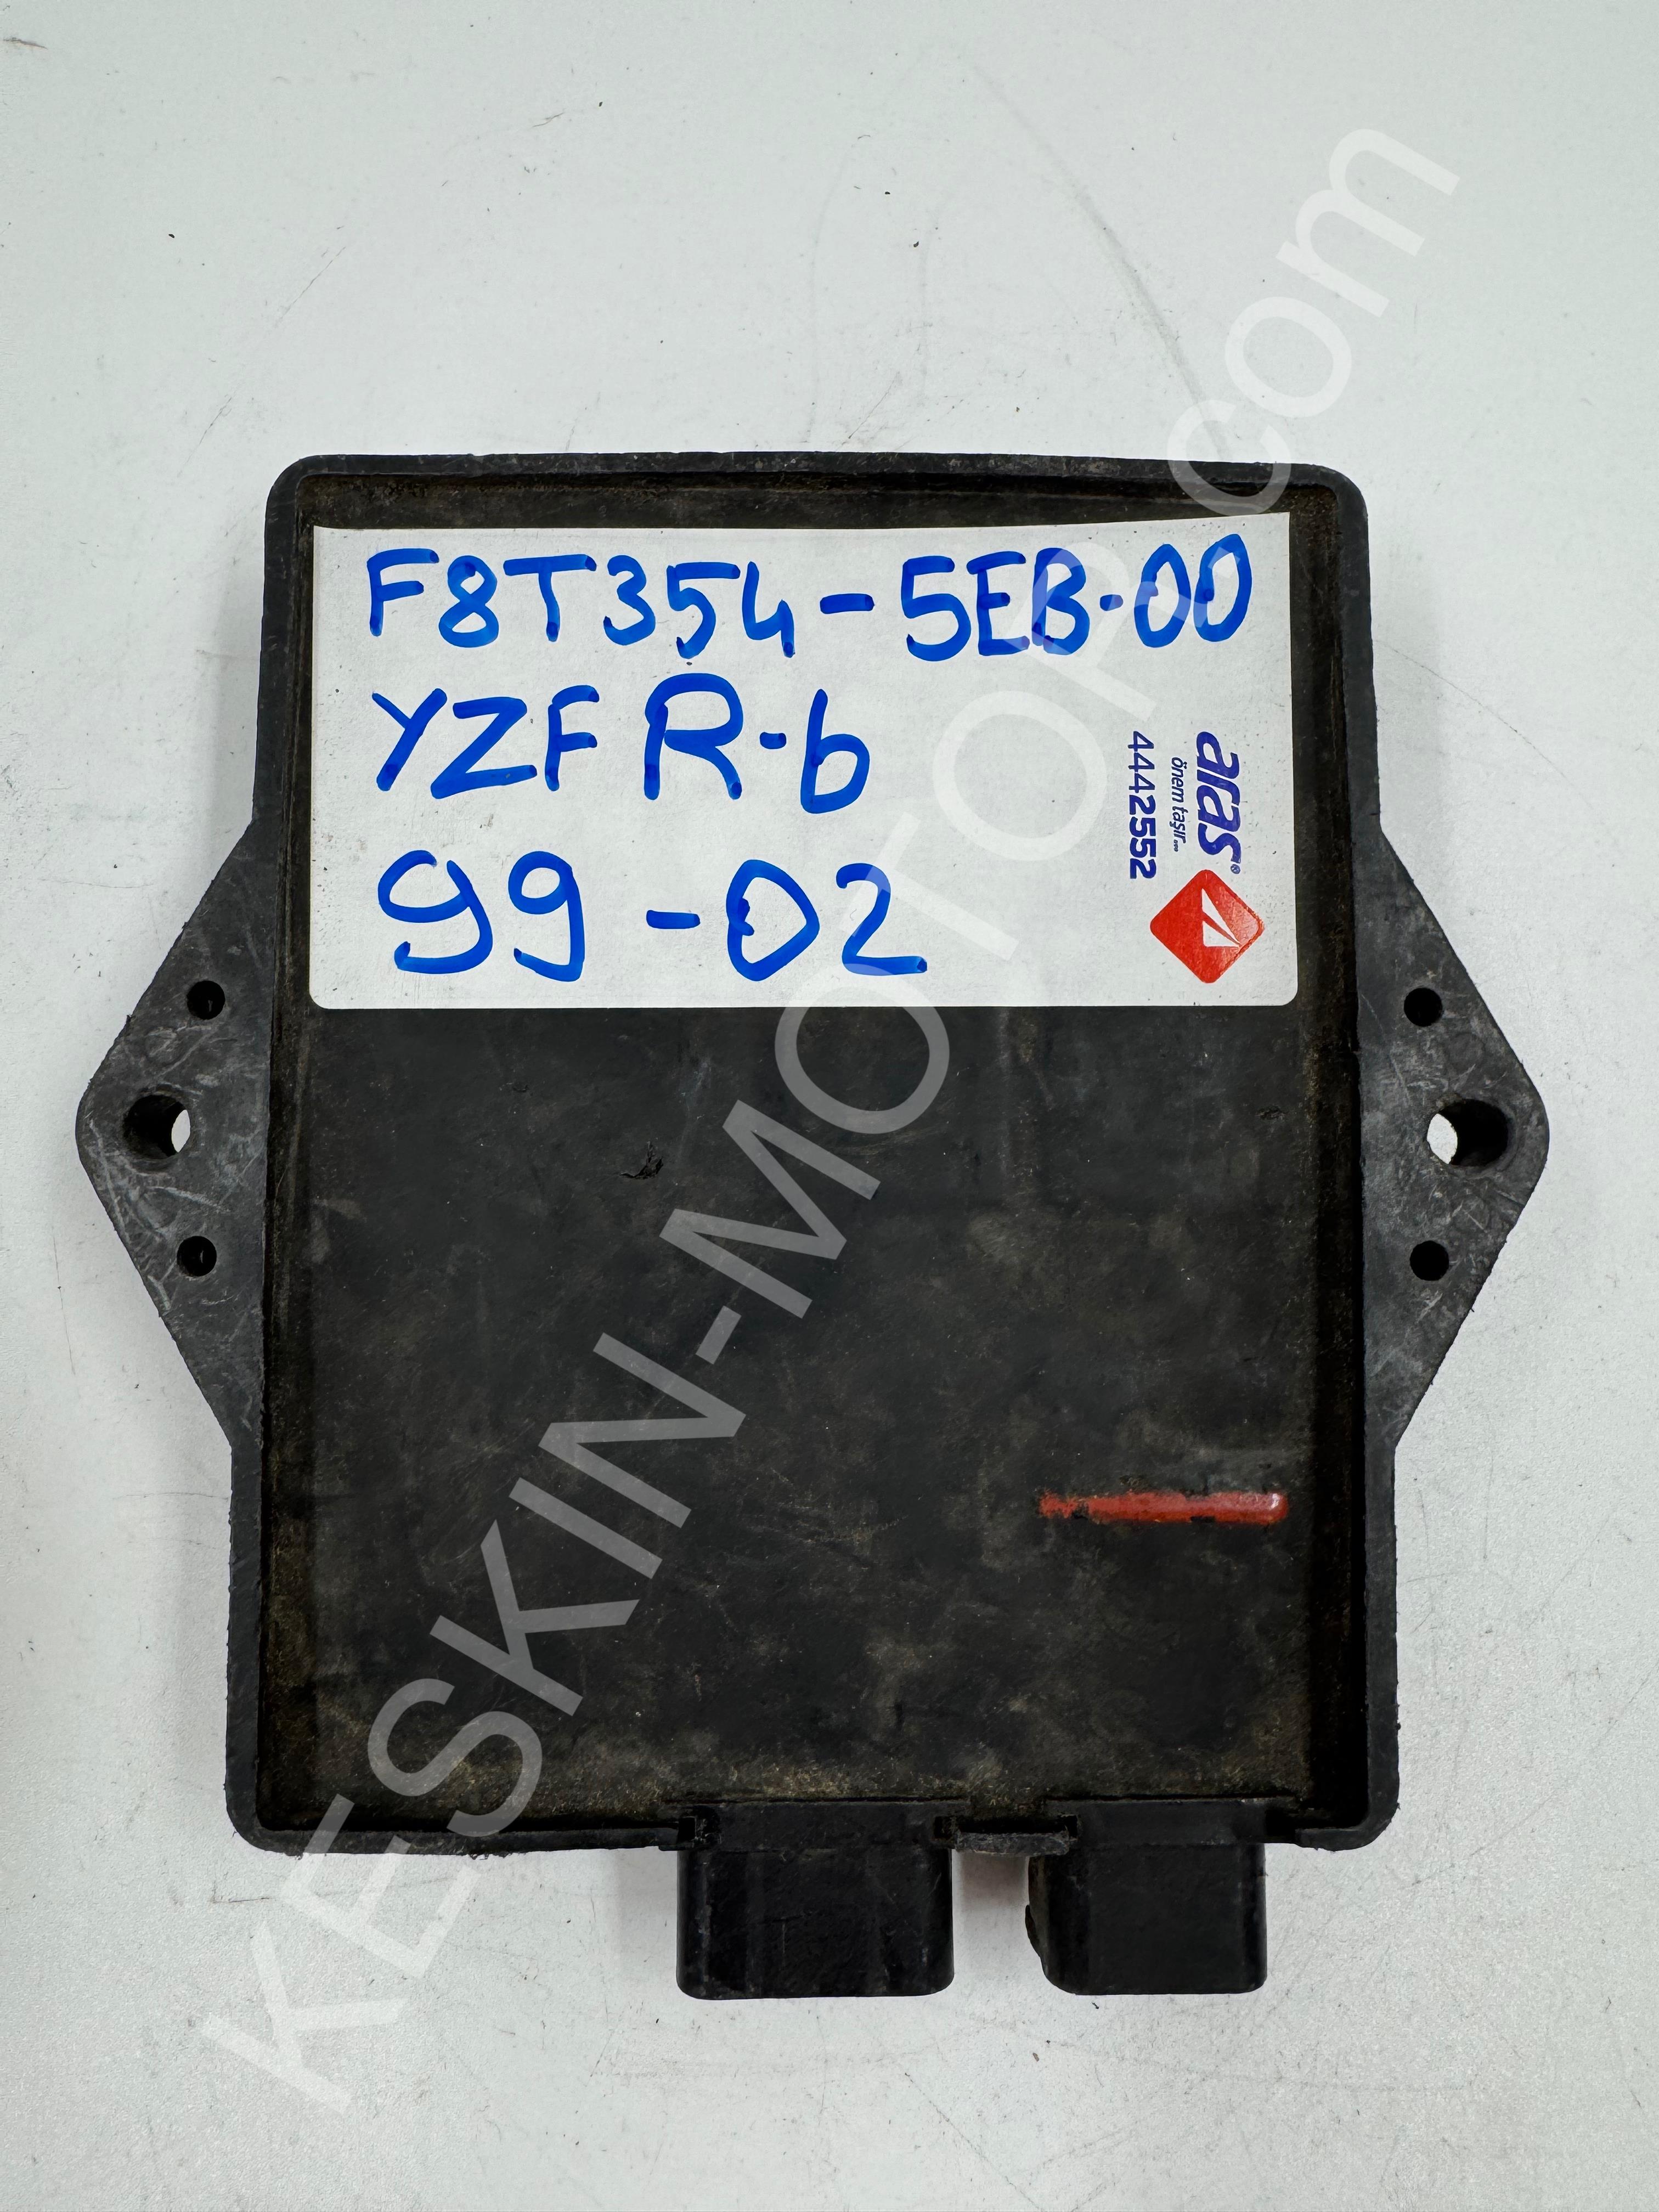 F8T354-5EB-00
YZF R-6
99-02
aras®
önem taşır...
4442552
KESKIN-MOTOR.com